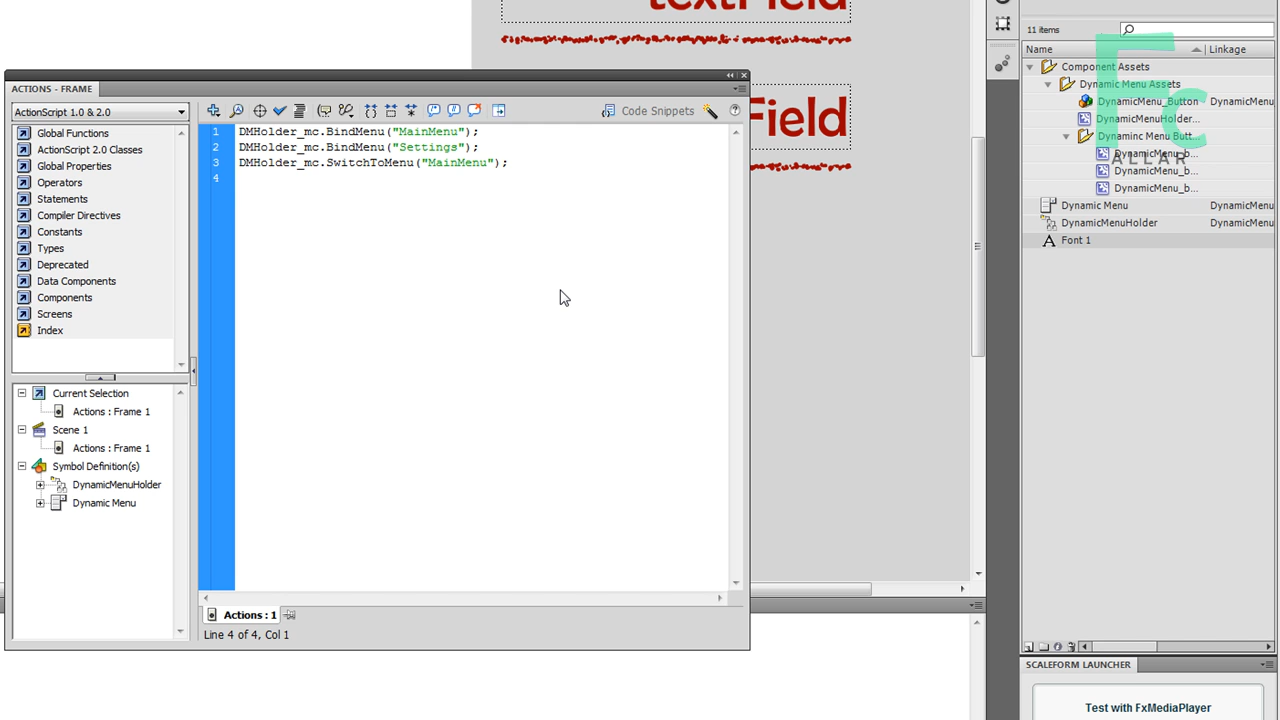 textField
11 items
Name
Linkage
Component Assets
Dynamic Menu Assets
DynamicMenu_Button
DynamicMenu
DynamicMenuHolder...
Dynaminc Menu Butt...
DynamicMenu_b...
ALLAR
DynamicMenu_b...
DynamicMenu_b...
Dynamic Menu
DynamicMenu
DynamicMenuHolder
DynamicMenu
Font 1
Field
ACTIONS - FRAME
ActionScript 1.0 & 2.0
Code Snippets
Global Functions
ActionScript 2.0 Classes
Global Properties
Operators
Statements
Compiler Directives
Constants
Types
Deprecated
Data Components
Components
Screens
Index
1 DMHolder_mc.BindMenu("MainMenu");
2 DMHolder_mc.BindMenu("Settings");
3 DMHolder_mc.SwitchToMenu("MainMenu");
4
Current Selection
Actions : Frame 1
Scene 1
Actions : Frame 1
Symbol Definition(s)
DynamicMenuHolder
Dynamic Menu
Actions : 1
Line 4 of 4, Col 1
SCALEFORM LAUNCHER
Test with FxMediaPlayer